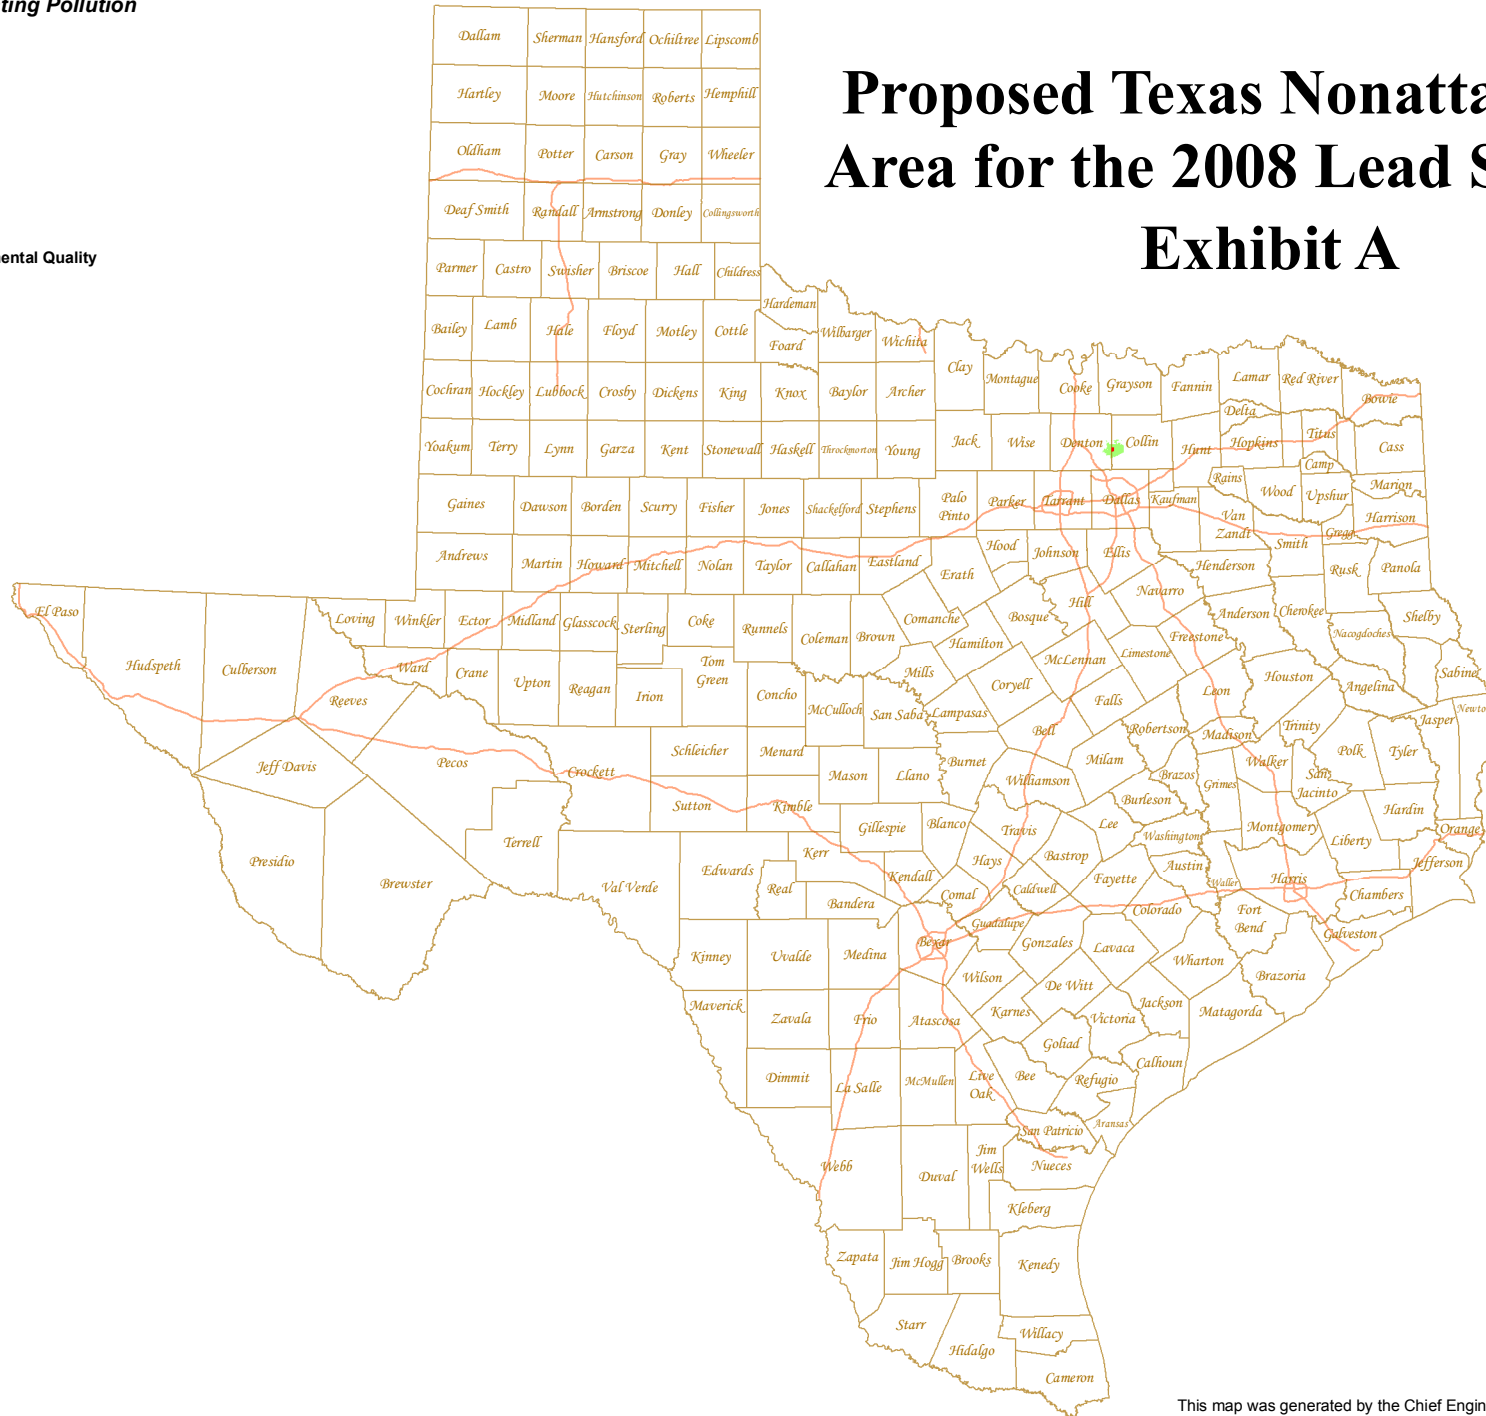 ting Pollution
Proposed Texas Nonatta
Area for the 2008 Lead S
Exhibit A
ental Quality
Dallam Sherman Hansford Ochiltree Lipscomb
Hartley Moore Hutchinson Roberts Hemphill
Oldham Potter Carson Gray Wheeler
Deaf Smith Randall Armstrong Donley Collingsworth
Parmer Castro Swisher Briscoe Hall Childress
Hardeman
Bailey Lamb Hale Floyd Motley Cottle Foard Wilbarger Wichita
Clay Montague Cooke Grayson Fannin Lamar Red River Bowie
Cochran Hockley Lubbock Crosby Dickens King Knox Baylor Archer
Delta
Yoakum Terry Lynn Garza Kent Stonewall Haskell Throckmorton Young Jack Wise Denton Collin Hunt Hopkins Titus Cass
Camp
Rains Wood Upshur Marion
Gaines Dawson Borden Scurry Fisher Jones Shackelford Stephens Palo Pinto Parker Tarrant Dallas Kaufman
Van Zandt Smith Gregg Harrison
Andrews Martin Howard Mitchell Nolan Taylor Callahan Eastland Erath Hood Johnson Ellis Henderson Rusk Panola
El Paso Hudspeth Culberson Loving Winkler Ector Midland Glasscock Sterling Coke Runnels Coleman Brown Comanche Hamilton Bosque Hill Navarro Anderson Cherokee Nacogdoches Shelby
Reeves Ward Crane Upton Reagan Irion Tom Green Concho McCulloch San Saba Mills Lampasas Coryell McLennan Limestone Freestone Leon Houston Angelina Sabine
Falls Bell Robertson Madison Trinity Polk Tyler Jasper Newto
Jeff Davis Pecos Crockett Schleicher Menard Mason Llano Burnet Williamson Milam Brazos Grimes Walker San Jacinto
Sutton Kimble Burleson Hardin
Presidio Brewster Terrell Val Verde Edwards Kerr Gillespie Blanco Travis Lee Washington Montgomery Liberty Orange
Real Kendall Hays Bastrop Fayette Austin Waller Harris Jefferson
Bandera Comal Caldwell Colorado Chambers
Bexar Guadalupe Fort Bend Galveston
Kinney Uvalde Medina Wilson Gonzales Lavaca Wharton Brazoria
Maverick Zavala Frio Atascosa Karnes De Witt Victoria Jackson Matagorda
Goliad Calhoun
Dimmit La Salle McMullen Live Oak Bee Refugio
San Patricio Aransas
Webb Duval Jim Wells Nueces
Kleberg
Zapata Jim Hogg Brooks Kenedy
Starr Hidalgo Willacy
Cameron
This map was generated by the Chief Engin